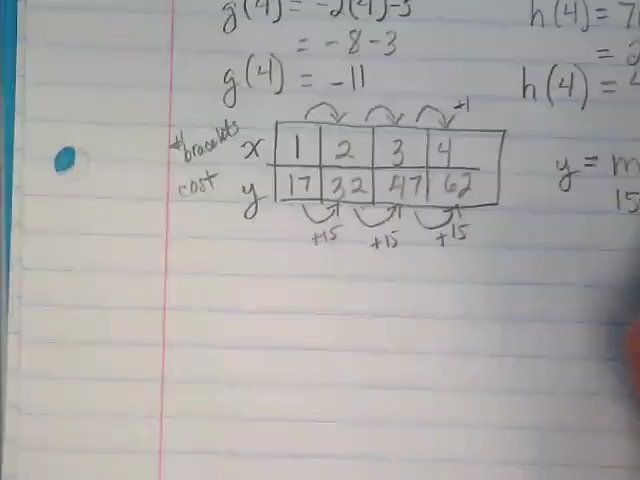 g(4) = -2(4)-3
= -8-3
g(4) = -11
h(4) =
=
h(4) =
+1
# bracelets x 1 2 3 4
cost y 17 32 47 62
+15 +15 +15
y = m
15